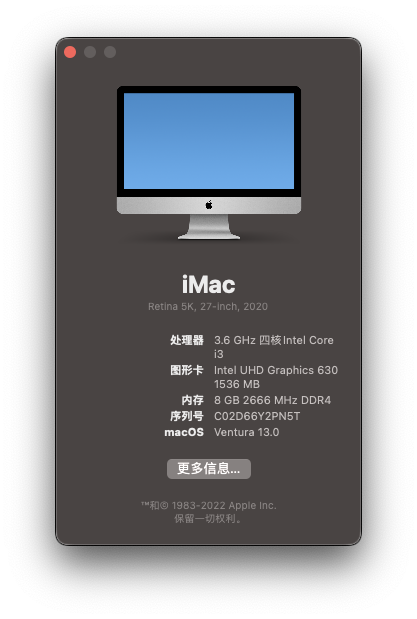 iMac
Retina 5K, 27-inch, 2020
处理器 3.6 GHz 四核Intel Core
i3
图形卡 Intel UHD Graphics 630
1536 MB
内存 8 GB 2666 MHz DDR4
序列号 C02D66Y2PN5T
macOS Ventura 13.0
更多信息...
™和© 1983-2022 Apple Inc.
保留一切权利。